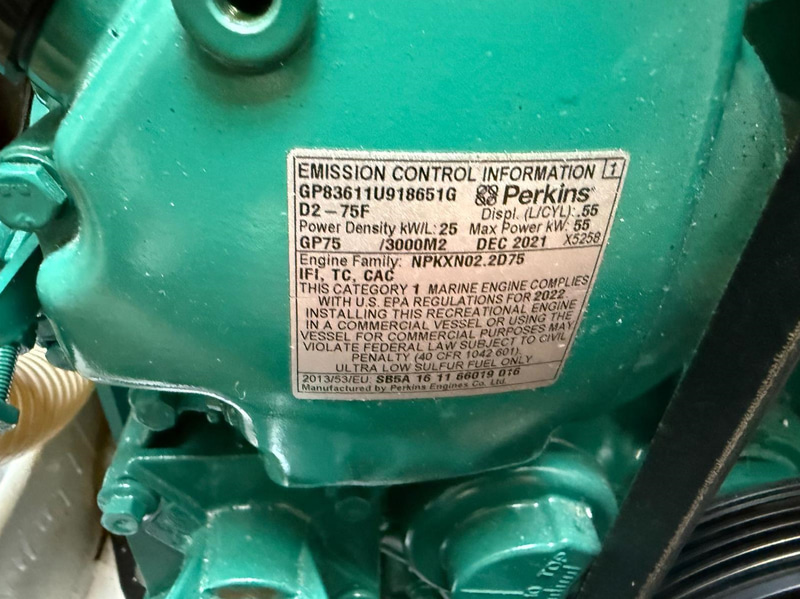 EMISSION CONTROL INFORMATION 1
GP83611U918651G Perkins
D2-75F Displ. (L/CYL): .55
Power Density kW/L: 25 Max Power kW: 55
GP75 /3000M2 DEC 2021 X5258
Engine Family: NPKXN02.2D75
IFI, TC, CAC
THIS CATEGORY 1 MARINE ENGINE COMPLIES
WITH U.S. EPA REGULATIONS FOR 2022.
INSTALLING THIS RECREATIONAL ENGINE
IN A COMMERCIAL VESSEL OR USING THE
VESSEL FOR COMMERCIAL PURPOSES MAY
VIOLATE FEDERAL LAW SUBJECT TO CIVIL
PENALTY (40 CFR 1042 601).
ULTRA LOW SULFUR FUEL ONLY
2013/53/EU: SB5A 16 11 66019 016
Manufactured by Perkins Engines Co. Ltd.
TOP